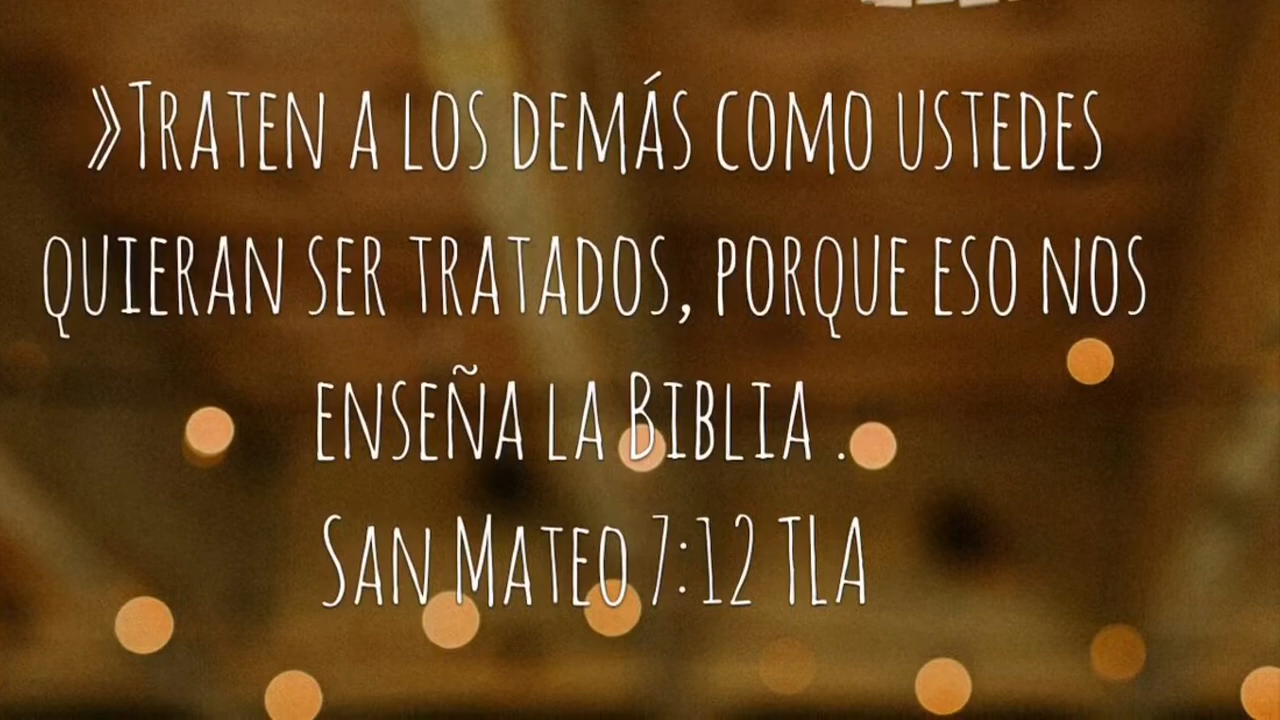 »Traten a los demás como ustedes
quieran ser tratados, porque eso nos
enseña la Biblia .
San Mateo 7:12 TLA